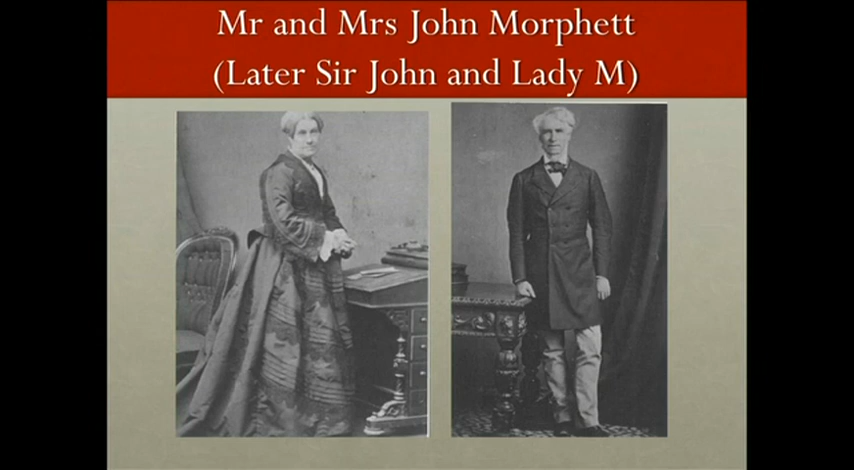 Mr and Mrs John Morphett
(Later Sir John and Lady M)